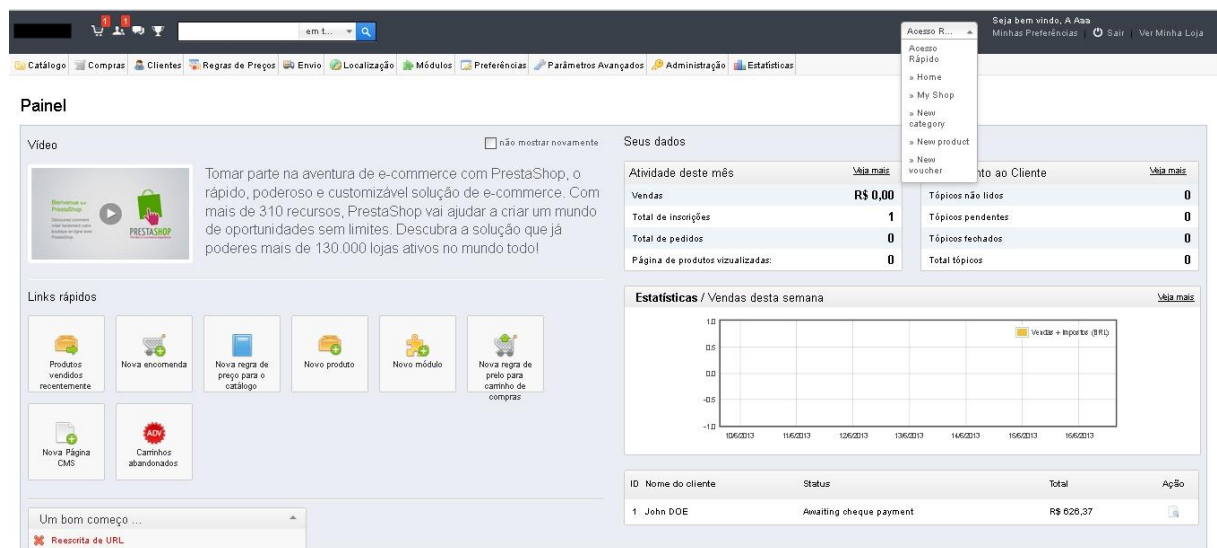 1 1
em t...
Acesso R...
Seja bem vindo, A Aaa
Minhas Preferências Sair Ver Minha Loja
Catálogo Compras Clientes Regras de Preços Envio Localização Módulos Preferências Parâmetros Avançados Administração Estatísticas
Acesso
Rápido
» Home
» My Shop
» New
category
» New product
» New
voucher
Painel
Vídeo
não mostrar novamente
PRESTASHOP
Tomar parte na aventura de e-commerce com PrestaShop, o
rápido, poderoso e customizável solução de e-commerce. Com
mais de 310 recursos, PrestaShop vai ajudar a criar um mundo
de oportunidades sem limites. Descubra a solução que já
poderes mais de 130.000 lojas ativos no mundo todo!
Links rápidos
Produtos
vendidos
recentemente
Nova encomenda
Nova regra de
preço para o
catálogo
Novo produto
Novo módulo
Nova regra de
prelo para
carrinho de
compras
Nova Página
CMS
ADV
Carrinhos
abandonados
Um bom começo ...
Reescrita de URL
Seus dados
Atividade deste mês Veja mais
Vendas R$ 0,00
Total de inscrições 1
Total de pedidos 0
Página de produtos vizualizadas: 0
nto ao Cliente Veja mais
Tópicos não lidos 0
Tópicos pendentes 0
Tópicos fechados 0
Total tópicos 0
Estatísticas / Vendas desta semana Veja mais
Vendas + Impostos (BRL)
1.0
0.5
0.0
-0.5
-1.0
10/6/2013 11/6/2013 12/6/2013 13/6/2013 14/6/2013 15/6/2013 16/6/2013
ID Nome do cliente Status Total Ação
1 John DOE Awaiting cheque payment R$ 626,37